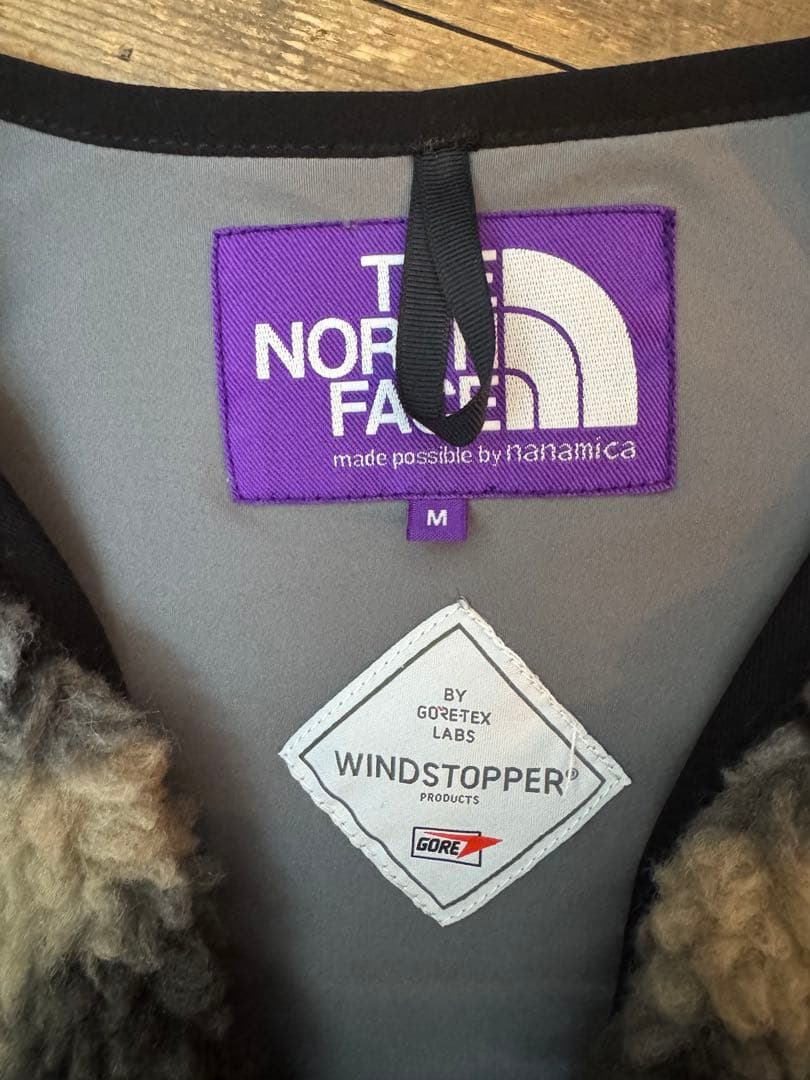 THE
NORTH
FACE
made possible by nanamica
M
BY
GORE-TEX
LABS
WINDSTOPPER®
PRODUCTS
GORE